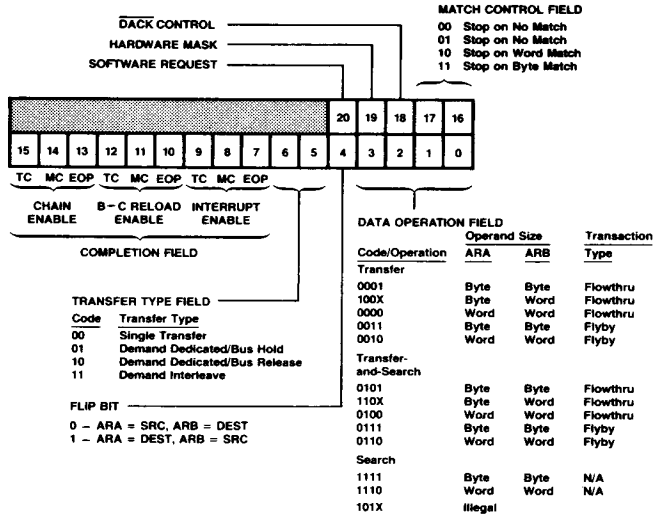 MATCH CONTROL FIELD
00 Stop on No Match
01 Stop on No Match
10 Stop on Word Match
11 Stop on Byte Match
DACK CONTROL
HARDWARE MASK
SOFTWARE REQUEST
20 19 18 17 16
15 14 13 12 11 10 9 8 7 6 5 4 3 2 1 0
TC MC EOP TC MC EOP TC MC EOP
CHAIN ENABLE
B-C RELOAD ENABLE
INTERRUPT ENABLE
COMPLETION FIELD
TRANSFER TYPE FIELD
Code Transfer Type
00 Single Transfer
01 Demand Dedicated/Bus Hold
10 Demand Dedicated/Bus Release
11 Demand Interleave
FLIP BIT
0 – ARA = SRC, ARB = DEST
1 – ARA = DEST, ARB = SRC
DATA OPERATION FIELD
Operand Size Transaction
Code/Operation ARA ARB Type
Transfer
0001 Byte Byte Flowthru
100X Byte Word Flowthru
0000 Word Word Flowthru
0011 Byte Byte Flyby
0010 Word Word Flyby
Transfer-
and-Search
0101 Byte Byte Flowthru
110X Byte Word Flowthru
0100 Word Word Flowthru
0111 Byte Byte Flyby
0110 Word Word Flyby
Search
1111 Byte Byte N/A
1110 Word Word N/A
101X Illegal